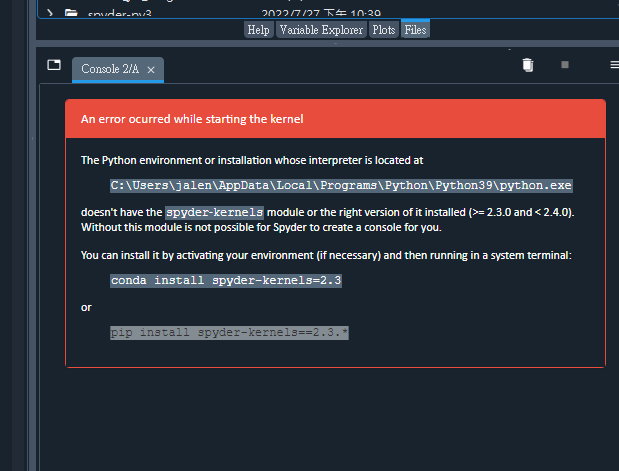 spyder-py3 2022/7/27 下午 10:39
Help Variable Explorer Plots Files
Console 2/A
An error ocurred while starting the kernel
The Python environment or installation whose interpreter is located at
C:\Users\jalen\AppData\Local\Programs\Python\Python39\python.exe
doesn't have the spyder-kernels module or the right version of it installed (>= 2.3.0 and < 2.4.0).
Without this module is not possible for Spyder to create a console for you.
You can install it by activating your environment (if necessary) and then running in a system terminal:
conda install spyder-kernels=2.3
or
pip install spyder-kernels==2.3.*